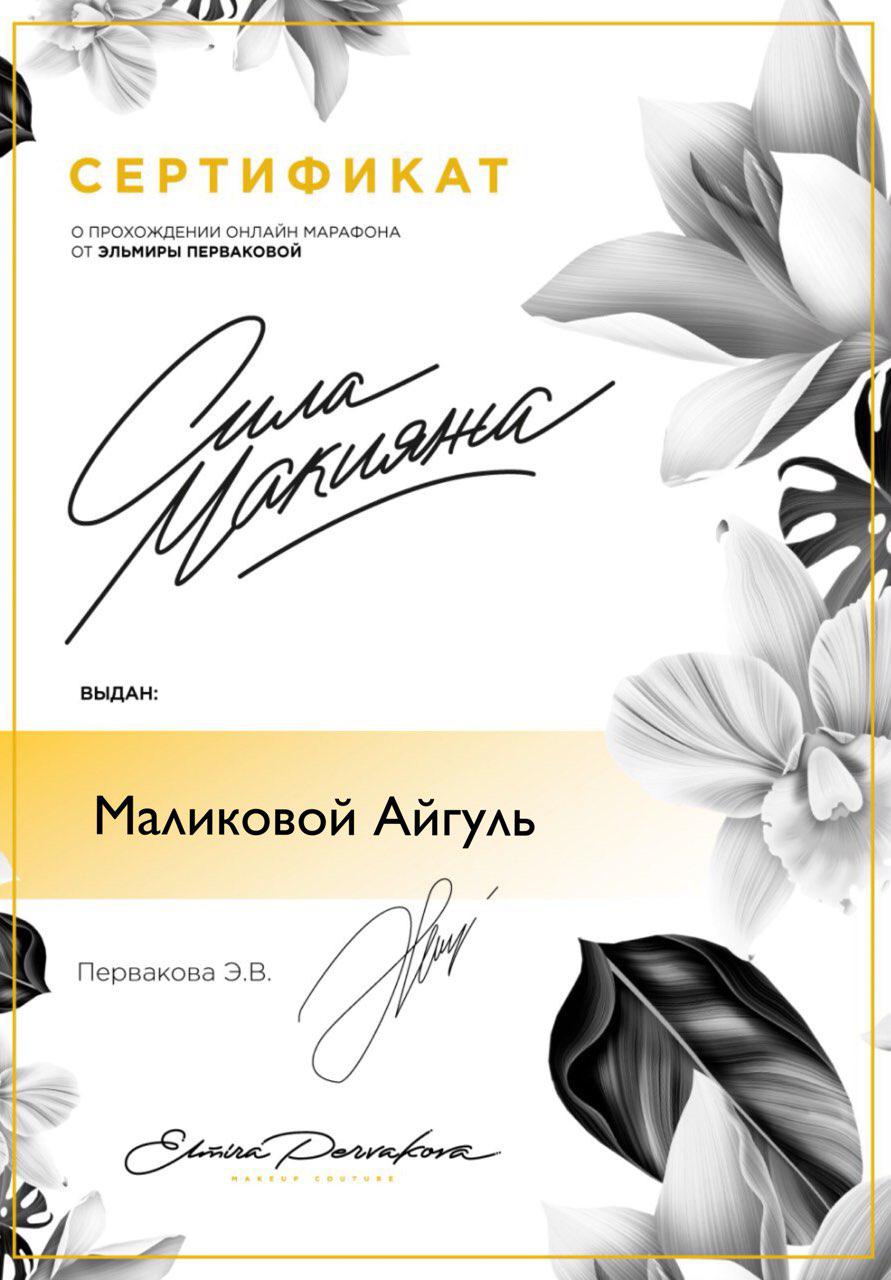 СЕРТИФИКАТ
О ПРОХОЖДЕНИИ ОНЛАЙН МАРАФОНА
ОТ ЭЛЬМИРЫ ПЕРВАКОВОЙ
Сила
Макияжа
ВЫДАН:
Маликовой Айгуль
Первакова Э.В.
Elmira Pervakova
MAKEUP COUTURE